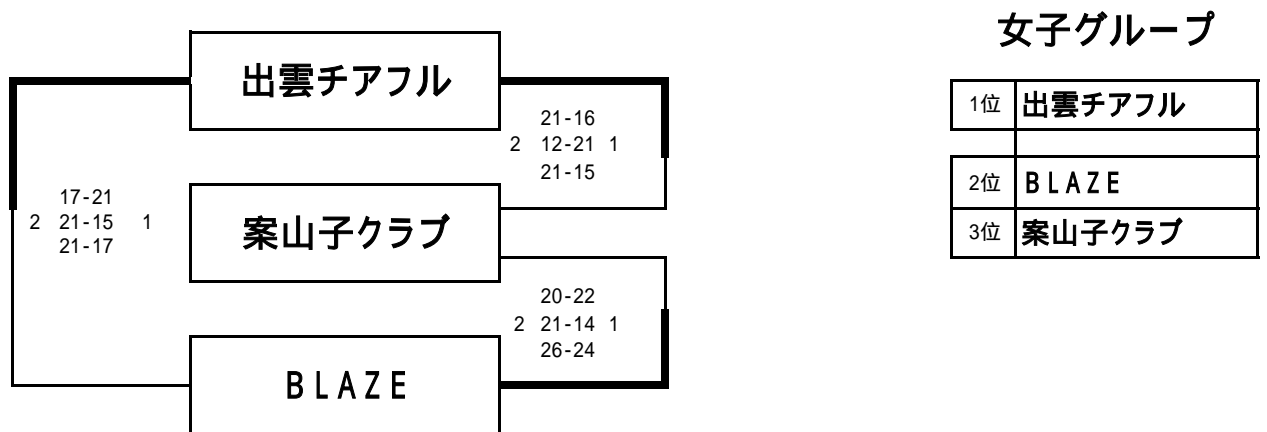 女子グループ
出雲チアフル
1位 出雲チアフル
21-16
2 12-21 1
21-15
2位 BLAZE
17-21
2 21-15 1
21-17
案山子クラブ
3位 案山子クラブ
20-22
2 21-14 1
26-24
BLAZE